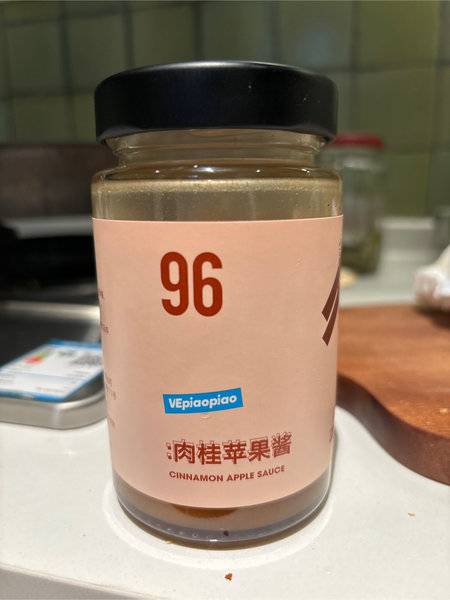 96
VEpiaopiao
:肉桂苹果酱
CINNAMON APPLE SAUCE